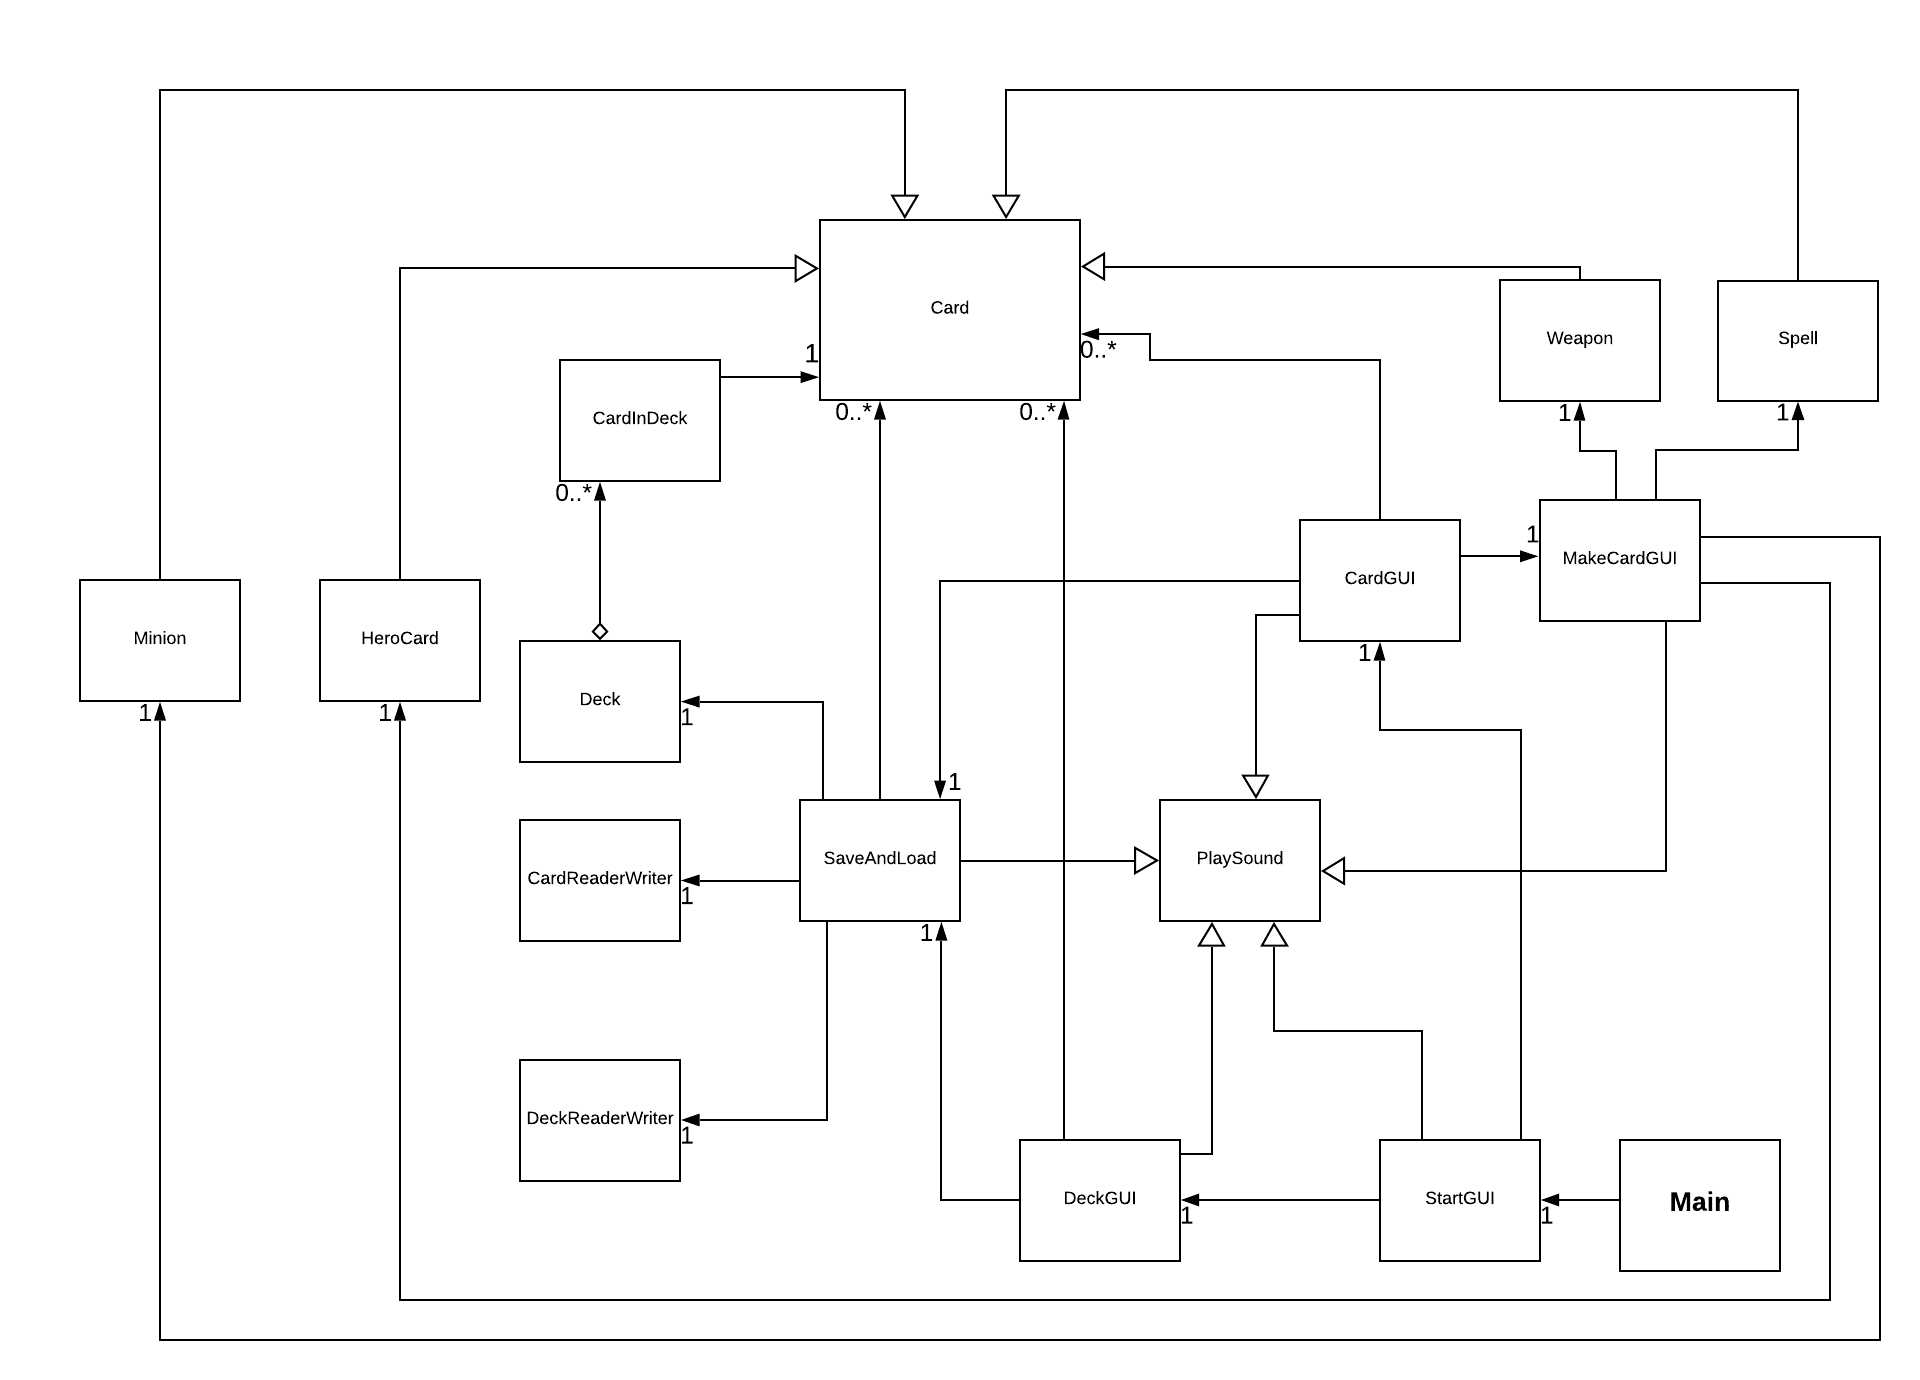 Card
0..*
1
Weapon
Spell
CardInDeck
0..*
0..*
1
1
0..*
1
MakeCardGUI
CardGUI
Minion
HeroCard
1
Deck
1
1
1
1
SaveAndLoad
PlaySound
CardReaderWriter
1
1
DeckReaderWriter
1
DeckGUI
StartGUI
Main
1
1